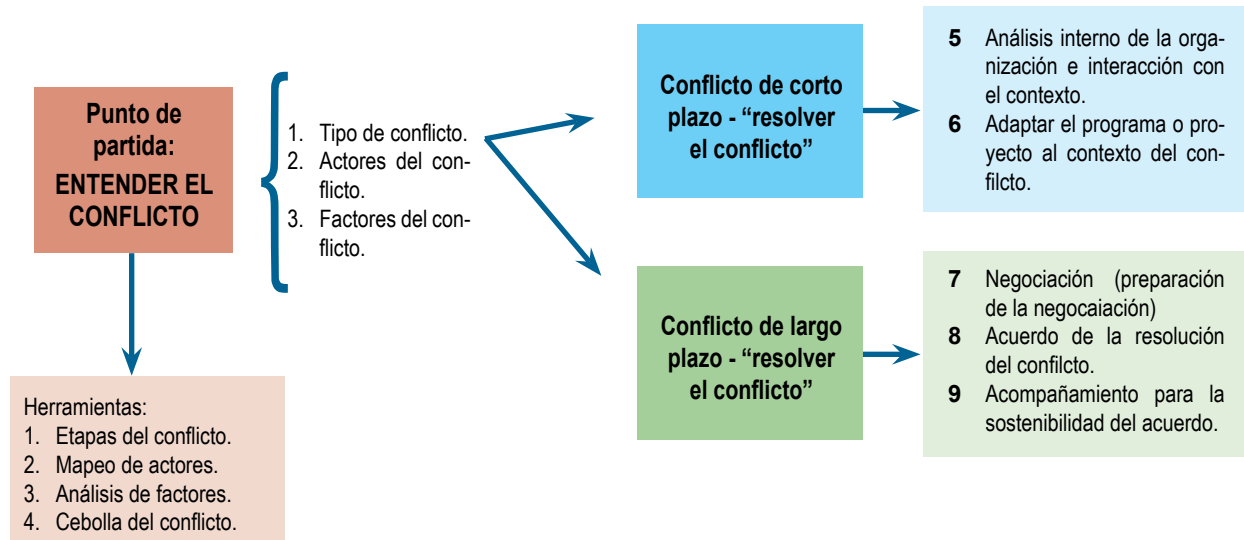 Punto de
partida:
ENTENDER EL
CONFLICTO
1. Tipo de conflicto.
2. Actores del con-
flicto.
3. Factores del con-
flicto.
Herramientas:
1. Etapas del conflicto.
2. Mapeo de actores.
3. Análisis de factores.
4. Cebolla del conflicto.
Conflicto de corto
plazo - “resolver
el conflicto”
5 Análisis interno de la orga-
nización e interacción con
el contexto.
6 Adaptar el programa o pro-
yecto al contexto del con-
filcto.
Conflicto de largo
plazo - “resolver
el conflicto”
7 Negociación (preparación
de la negocaiación)
8 Acuerdo de la resolución
del confilcto.
9 Acompañamiento para la
sostenibilidad del acuerdo.